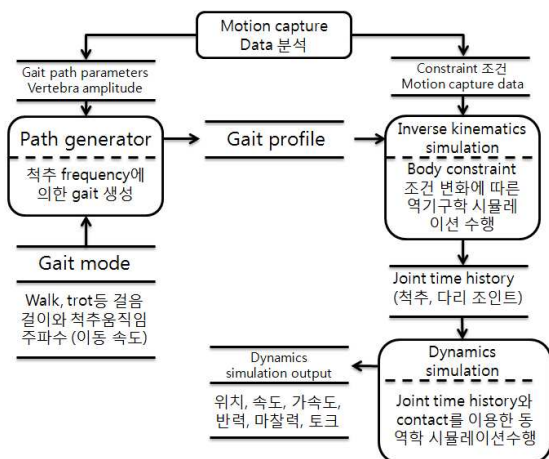 Motion capture
Data 분석
Gait path parameters
Vertebra amplitude
Constraint 조건
Motion capture data
Path generator
척추 frequency에
의한 gait 생성
Gait profile
Inverse kinematics
simulation
Body constraint
조건 변화에 따른
역기구학 시뮬레
이션 수행
Gait mode
Walk, trot등 걸음
걸이와 척추움직임
주파수 (이동 속도)
Joint time history
(척추, 다리 조인트)
Dynamics
simulation output
위치, 속도, 가속도,
반력, 마찰력, 토크
Dynamics
simulation
Joint time history와
contact를 이용한 동
역학 시뮬레이션수행